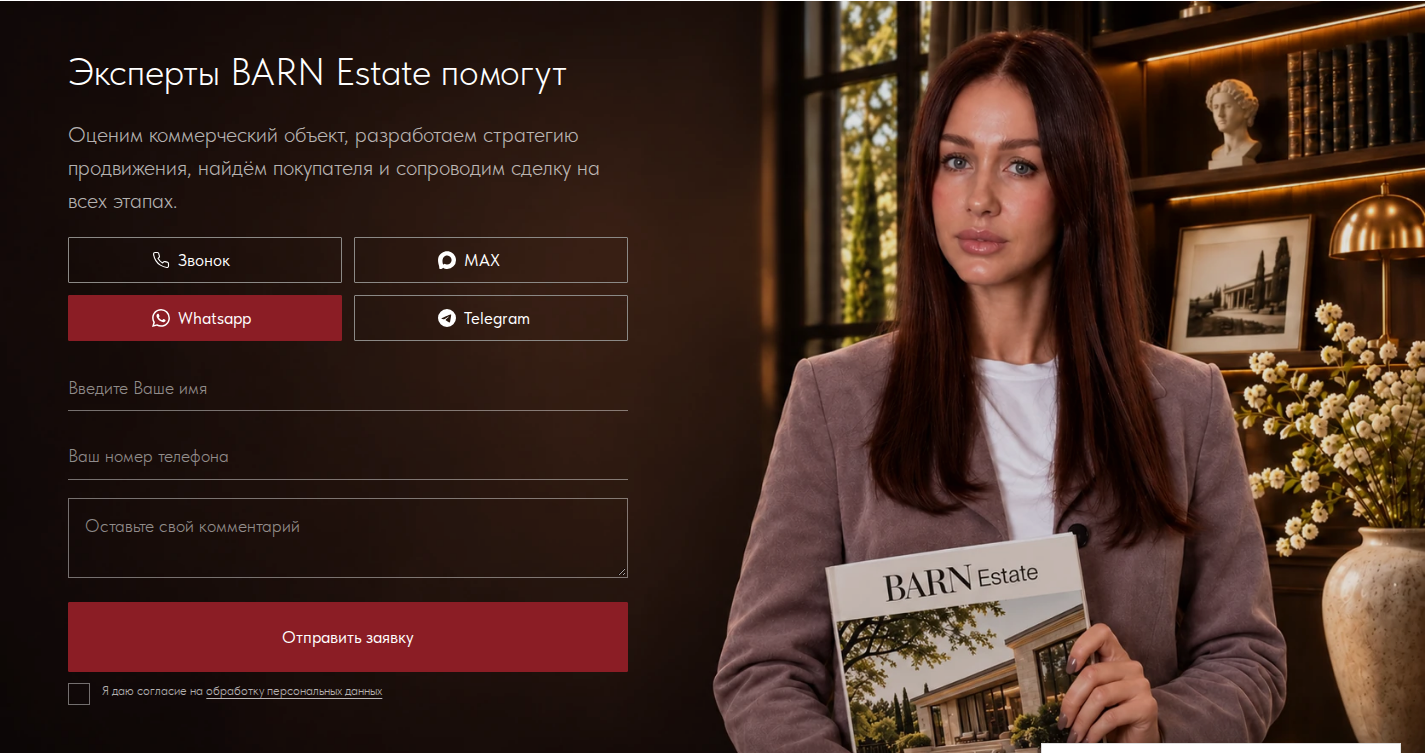 Эксперты BARN Estate помогут
Оценим коммерческий объект, разработаем стратегию
продвижения, найдём покупателя и сопроводим сделку на
всех этапах.
Звонок
MAX
Whatsapp
Telegram
Введите Ваше имя
Ваш номер телефона
Оставьте свой комментарий
Отправить заявку
Я даю согласие на обработку персональных данных
BARN Estate